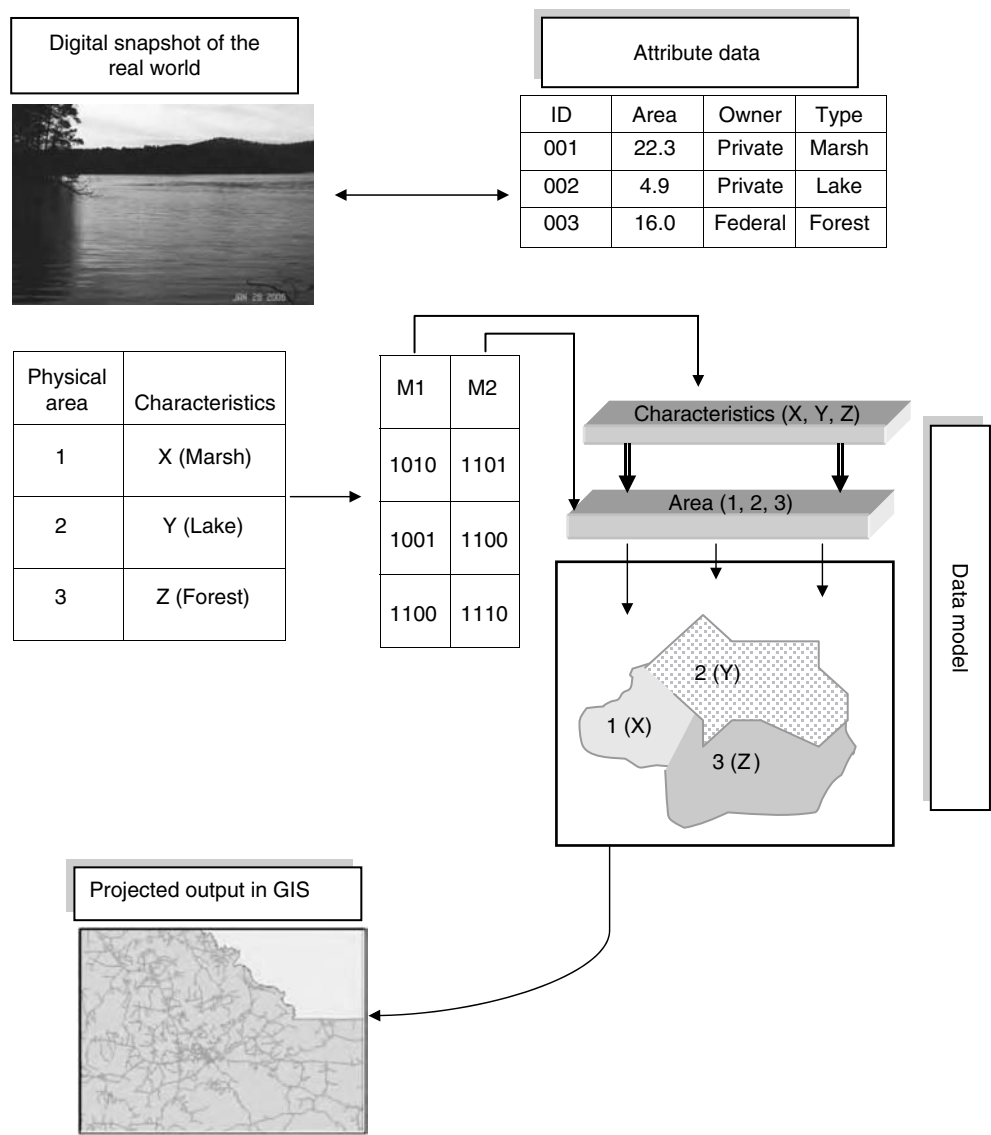 Digital snapshot of the
real world
Attribute data
ID Area Owner Type
001 22.3 Private Marsh
002 4.9 Private Lake
003 16.0 Federal Forest
JAN 28 2006
Physical
area Characteristics
1 X (Marsh)
2 Y (Lake)
3 Z (Forest)
M1 M2
1010 1101
1001 1100
1100 1110
Characteristics (X, Y, Z)
Area (1, 2, 3)
2 (Y)
1 (X)
3 (Z)
Data model
Projected output in GIS